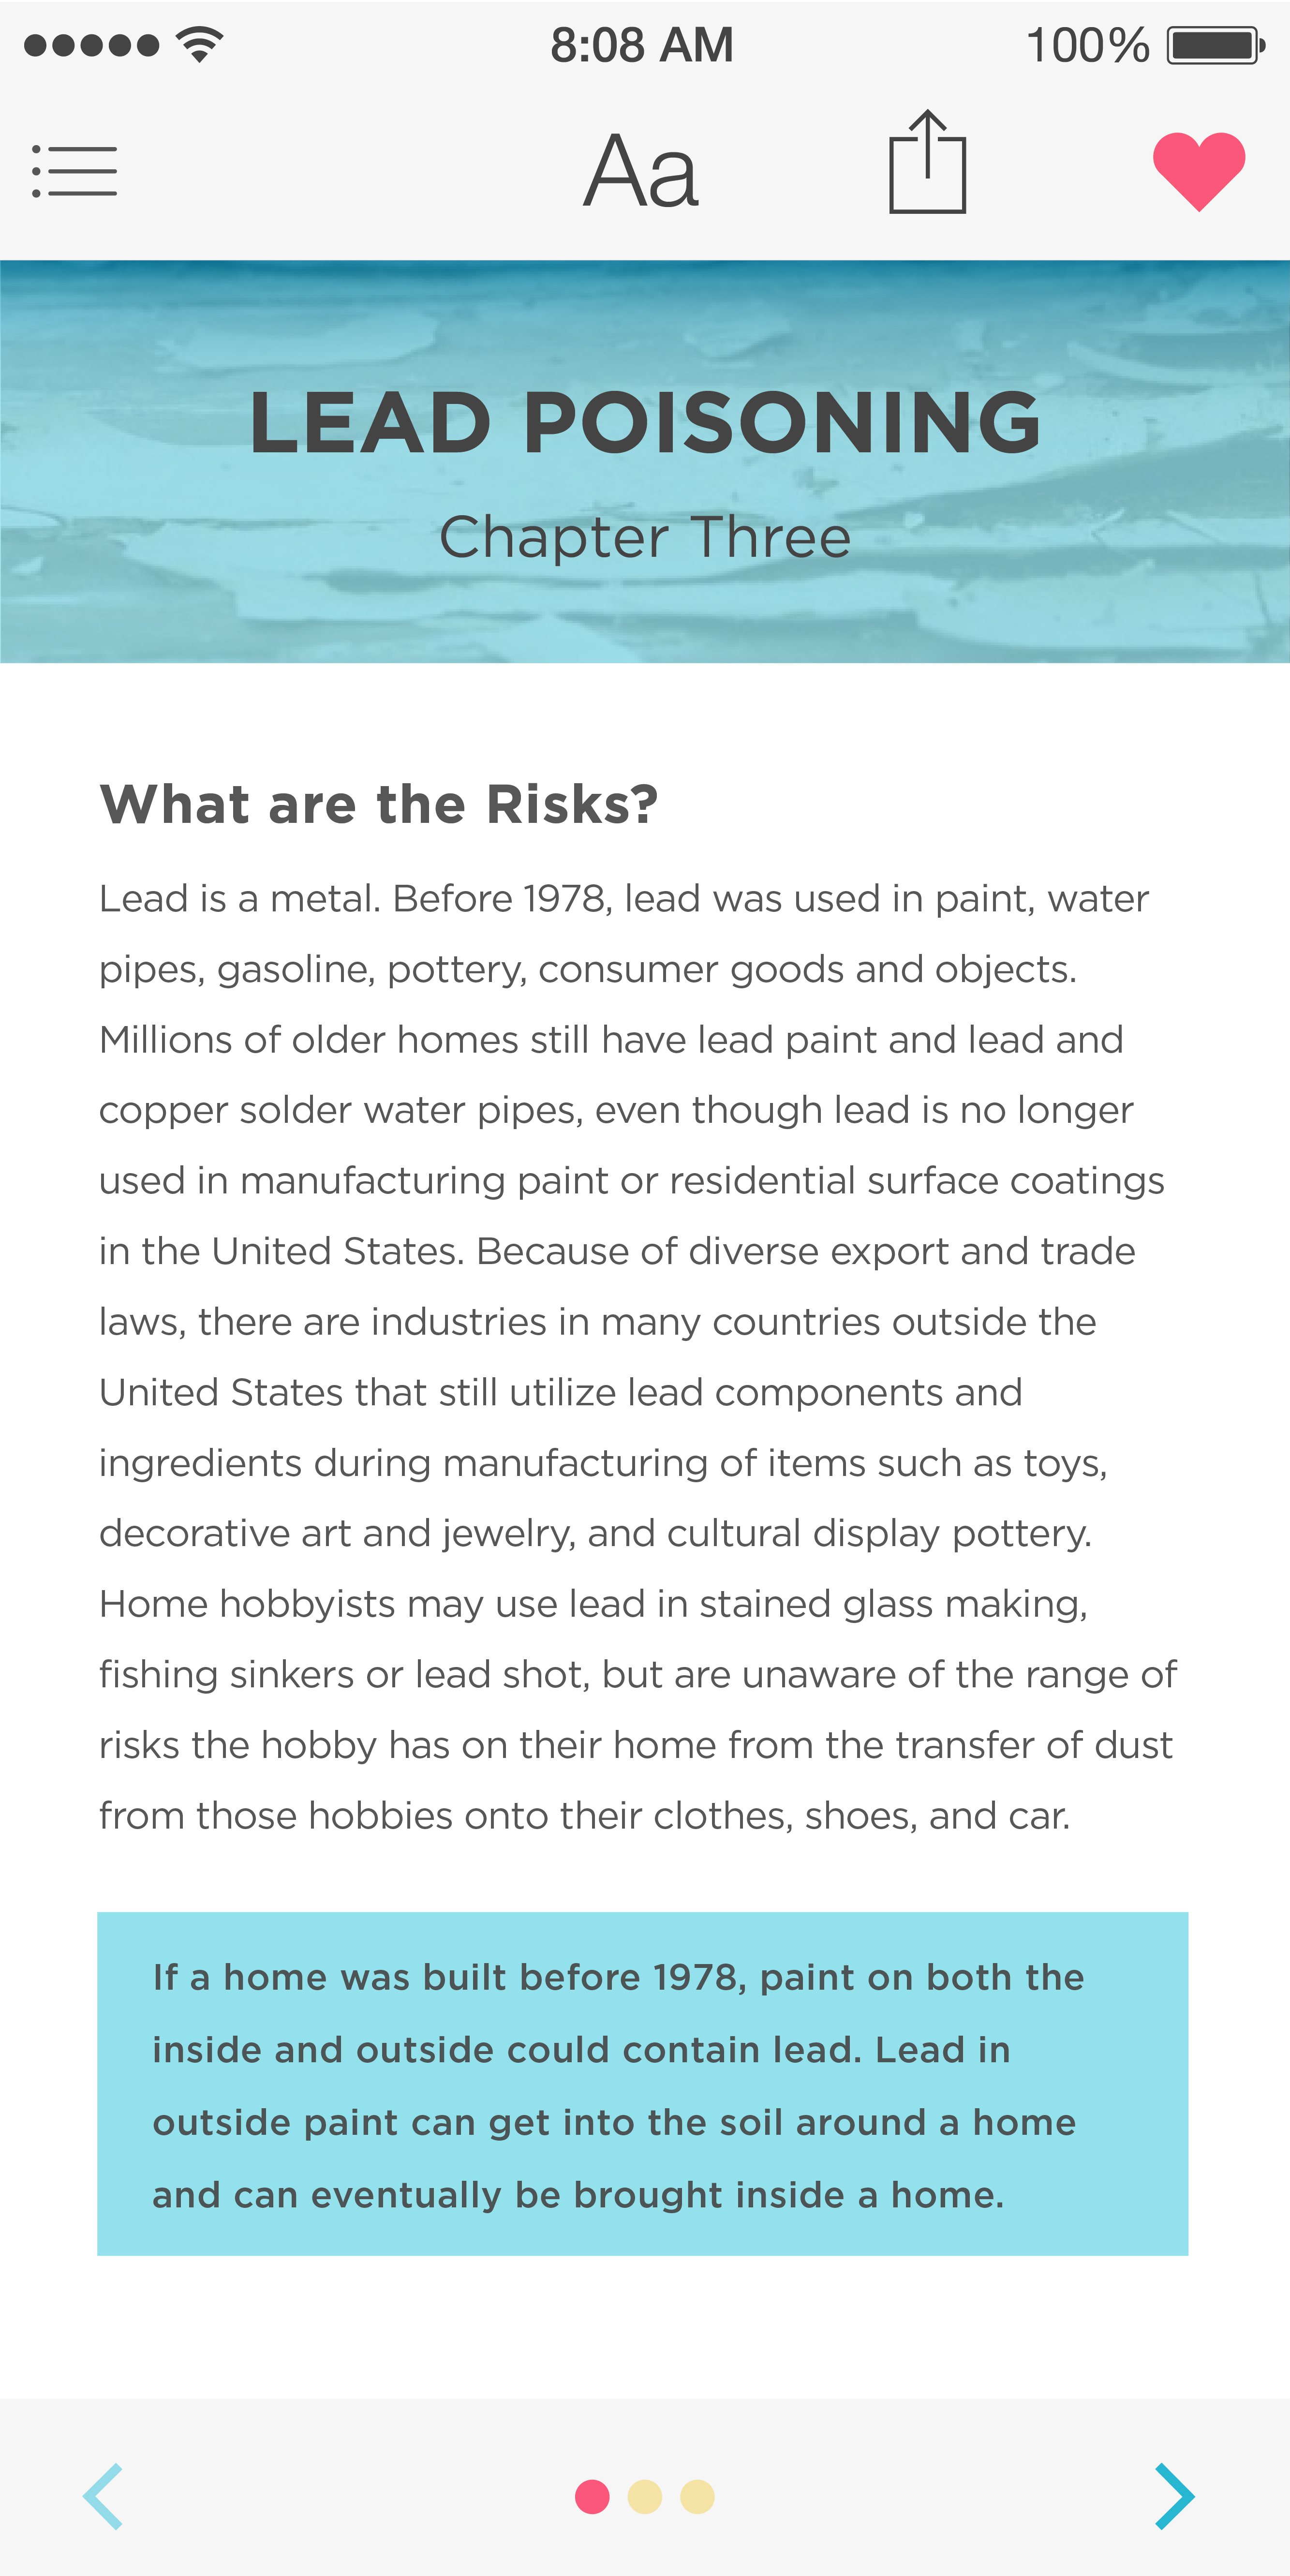 8:08 AM
100%
Aa
LEAD POISONING
Chapter Three
What are the Risks?
Lead is a metal. Before 1978, lead was used in paint, water
pipes, gasoline, pottery, consumer goods and objects.
Millions of older homes still have lead paint and lead and
copper solder water pipes, even though lead is no longer
used in manufacturing paint or residential surface coatings
in the United States. Because of diverse export and trade
laws, there are industries in many countries outside the
United States that still utilize lead components and
ingredients during manufacturing of items such as toys,
decorative art and jewelry, and cultural display pottery.
Home hobbyists may use lead in stained glass making,
fishing sinkers or lead shot, but are unaware of the range of
risks the hobby has on their home from the transfer of dust
from those hobbies onto their clothes, shoes, and car.
If a home was built before 1978, paint on both the
inside and outside could contain lead. Lead in
outside paint can get into the soil around a home
and can eventually be brought inside a home.